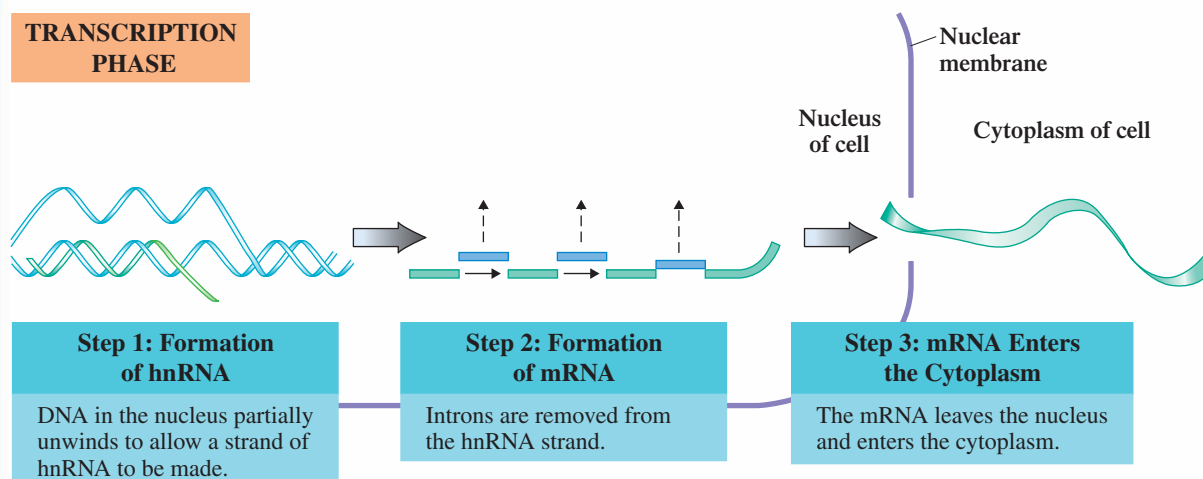 TRANSCRIPTION
PHASE
Nuclear
membrane
Nucleus
of cell
Cytoplasm of cell
Step 1: Formation
of hnRNA
DNA in the nucleus partially
unwinds to allow a strand of
hnRNA to be made.
Step 2: Formation
of mRNA
Introns are removed from
the hnRNA strand.
Step 3: mRNA Enters
the Cytoplasm
The mRNA leaves the nucleus
and enters the cytoplasm.